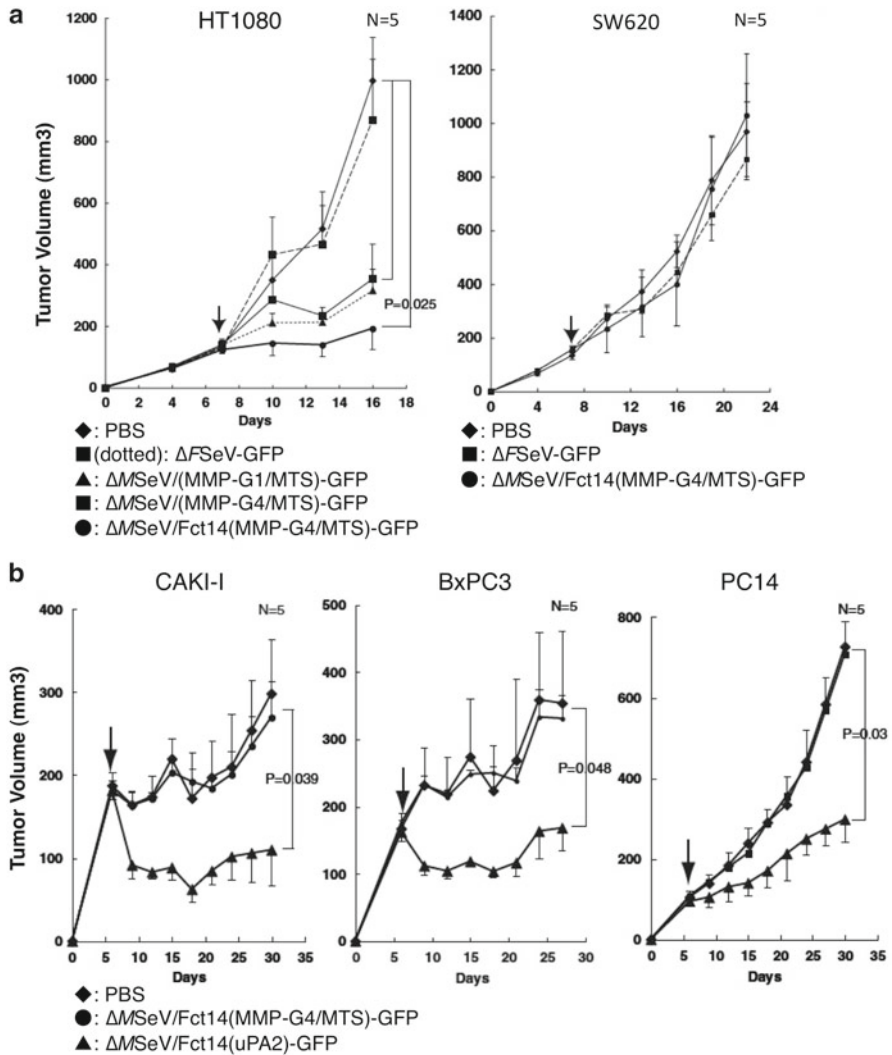 a
HT1080
N=5
Tumor Volume (mm3)
1200
1000
800
600
400
200
0
P=0.025
0 2 4 6 8 10 12 14 16 18
Days
◆: PBS
■(dotted): ΔFSeV-GFP
▲: ΔMSeV/(MMP-G1/MTS)-GFP
■: ΔMSeV/(MMP-G4/MTS)-GFP
●: ΔMSeV/Fct14(MMP-G4/MTS)-GFP
SW620
N=5
1400
1200
1000
800
600
400
200
0
0 4 8 12 16 20 24
Days
◆: PBS
■: ΔFSeV-GFP
●: ΔMSeV/Fct14(MMP-G4/MTS)-GFP
b
CAKI-I
N=5
Tumor Volume (mm3)
400
300
200
100
0
P=0.039
0 5 10 15 20 25 30 35
Days
BxPC3
N=5
500
400
300
200
100
0
P=0.048
0 5 10 15 20 25 30
Days
PC14
N=5
800
600
400
200
0
P=0.03
0 5 10 15 20 25 30 35
Days
◆: PBS
●: ΔMSeV/Fct14(MMP-G4/MTS)-GFP
▲: ΔMSeV/Fct14(uPA2)-GFP